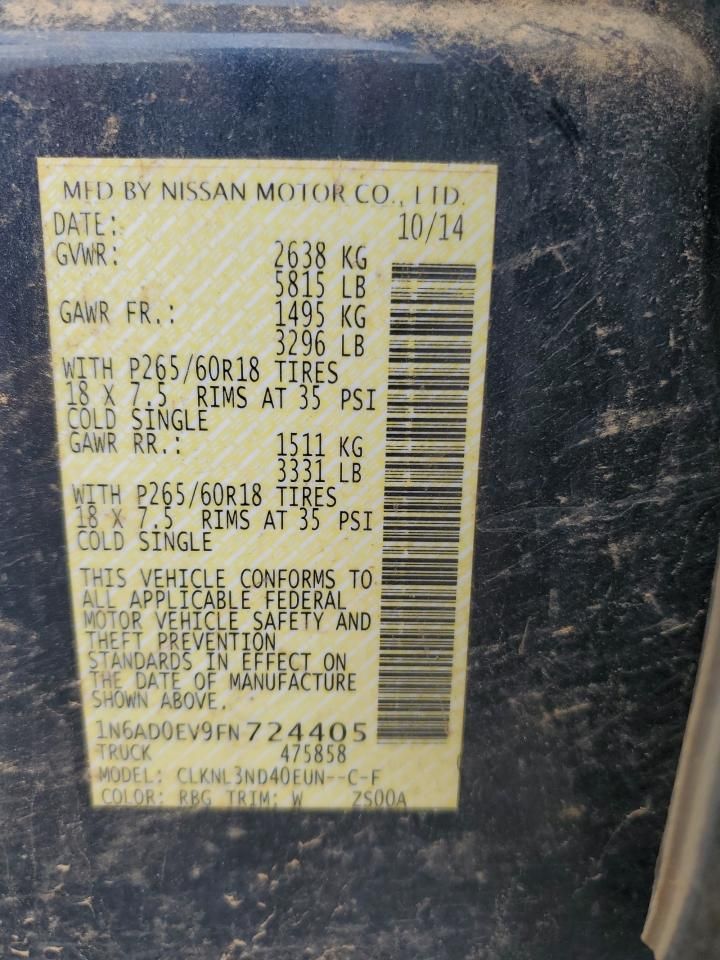 MFD BY NISSAN MOTOR CO., LTD.
DATE: 10/14
GVWR: 2638 KG
5815 LB
GAWR FR.: 1495 KG
3296 LB
WITH P265/60R18 TIRES
18 X 7.5 RIMS AT 35 PSI
COLD SINGLE
GAWR RR.: 1511 KG
3331 LB
WITH P265/60R18 TIRES
18 X 7.5 RIMS AT 35 PSI
COLD SINGLE
THIS VEHICLE CONFORMS TO
ALL APPLICABLE FEDERAL
MOTOR VEHICLE SAFETY AND
THEFT PREVENTION
STANDARDS IN EFFECT ON
THE DATE OF MANUFACTURE
SHOWN ABOVE.
1N6AD0EV9FN724405
TRUCK 475858
MODEL: CLKNL3ND40EUN--C-F
COLOR: RBG TRIM: W ZS00A